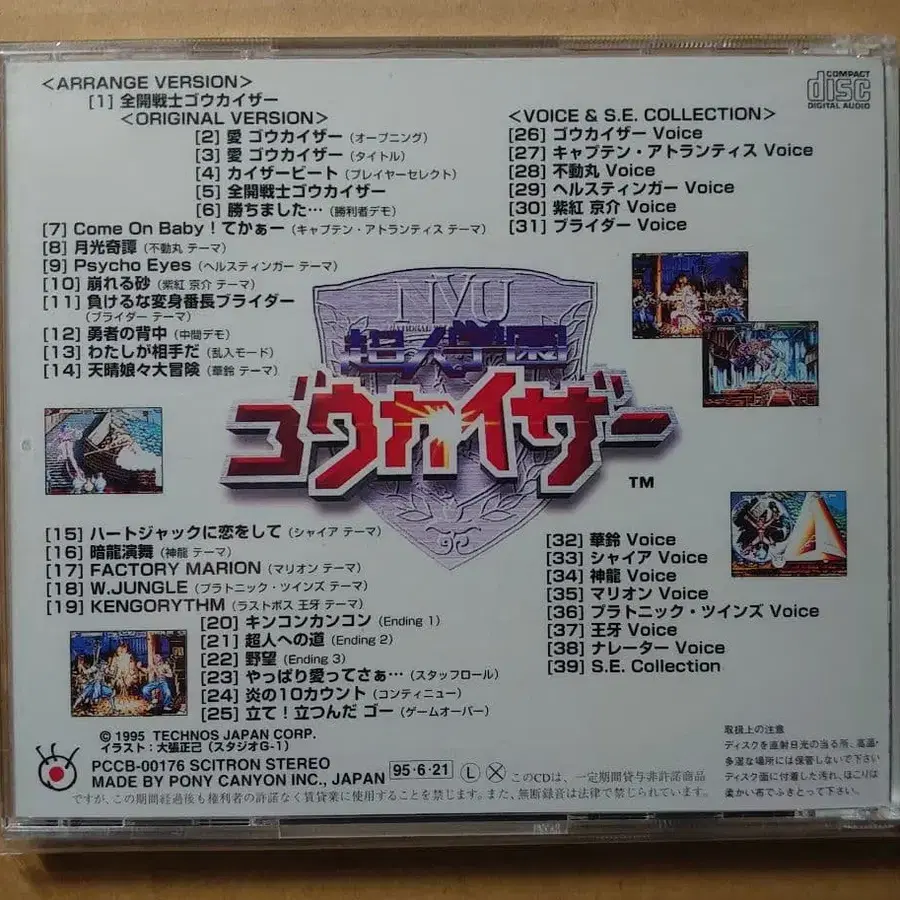 <ARRANGE VERSION>
[1] 全開戦士ゴウカイザー
<ORIGINAL VERSION>
[2] 愛 ゴウカイザー (オープニング)
[3] 愛 ゴウカイザー (タイトル)
[4] カイザービート (プレイヤーセレクト)
[5] 全開戦士ゴウカイザー
[6] 勝ちました… (勝利者デモ)
[7] Come On Baby！てかぁー (キャプテン・アトランティス テーマ)
[8] 月光奇譚 (不動丸 テーマ)
[9] Psycho Eyes (ヘルスティンガー テーマ)
[10] 崩れる砂 (紫紅 京介 テーマ)
[11] 負けるな変身番長ブライダー
(ブライダー テーマ)
[12] 勇者の背中 (中間デモ)
[13] わたしが相手だ (乱入モード)
[14] 天晴娘々大冒険 (華鈴 テーマ)
<VOICE & S.E. COLLECTION>
[26] ゴウカイザー Voice
[27] キャプテン・アトランティス Voice
[28] 不動丸 Voice
[29] ヘルスティンガー Voice
[30] 紫紅 京介 Voice
[31] ブライダー Voice
COMPACT
disc
DIGITAL AUDIO
NVU
超人学園
ゴウカイザー
TM
[15] ハートジャックに恋をして (シャイア テーマ)
[16] 暗龍演舞 (神龍 テーマ)
[17] FACTORY MARION (マリオン テーマ)
[18] W.JUNGLE (プラトニック・ツインズ テーマ)
[19] KENGORYTHM (ラストボス 王牙 テーマ)
[20] キンコンカンコン (Ending 1)
[21] 超人への道 (Ending 2)
[22] 野望 (Ending 3)
[23] やっぱり愛ってさぁ… (スタッフロール)
[24] 炎の10カウント (コンティニュー)
[25] 立て！立つんだ ゴー (ゲームオーバー)
[32] 華鈴 Voice
[33] シャイア Voice
[34] 神龍 Voice
[35] マリオン Voice
[36] プラトニック・ツインズ Voice
[37] 王牙 Voice
[38] ナレーター Voice
[39] S.E. Collection
© 1995 TECHNOS JAPAN CORP.
イラスト：大張正己 (スタジオG-1)
PCCB-00176 SCITRON STEREO
MADE BY PONY CANYON INC., JAPAN 95・6・21 L X このCDは、一定期間貸与非許諾商品
ですが、この期間経過後も権利者の許諾なく賃貸業に使用することを禁じます。また、無断録音は法律で禁じられています。
取扱上の注意
ディスクを直射日光の当る所、高温・
多湿な場所には保管しないで下さい
ディスク面に付着した汚れ、ほこりは
柔かい布でふきとって下さい。